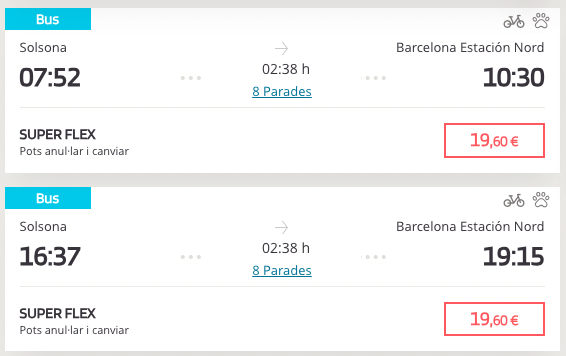 Bus
Solsona
Barcelona Estación Nord
07:52
02:38 h
10:30
8 Parades
SUPER FLEX
19,60 €
Pots anul·lar i canviar
Bus
Solsona
Barcelona Estación Nord
16:37
02:38 h
19:15
8 Parades
SUPER FLEX
19,60 €
Pots anul·lar i canviar